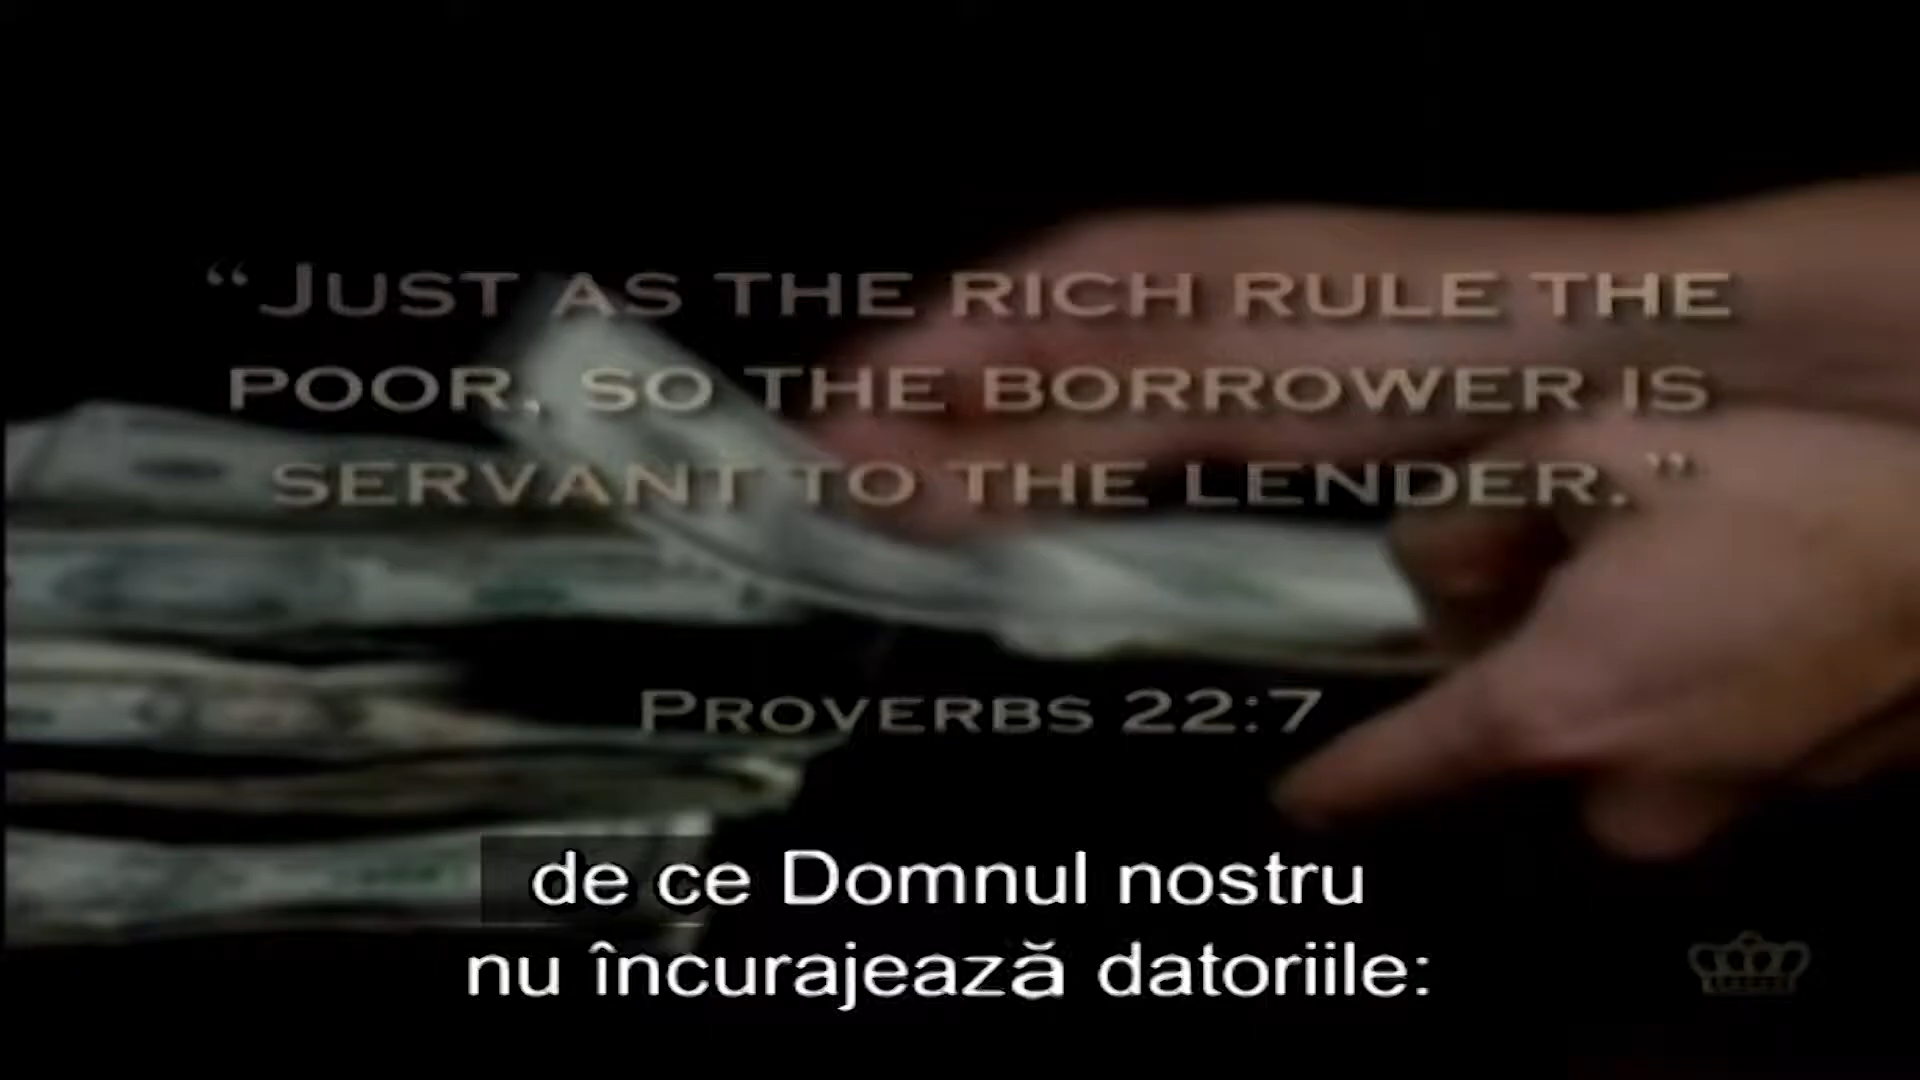 “JUST AS THE RICH RULE THE
POOR, SO THE BORROWER IS
SERVANT TO THE LENDER.”
PROVERBS 22:7
de ce Domnul nostru
nu încurajează datoriile: